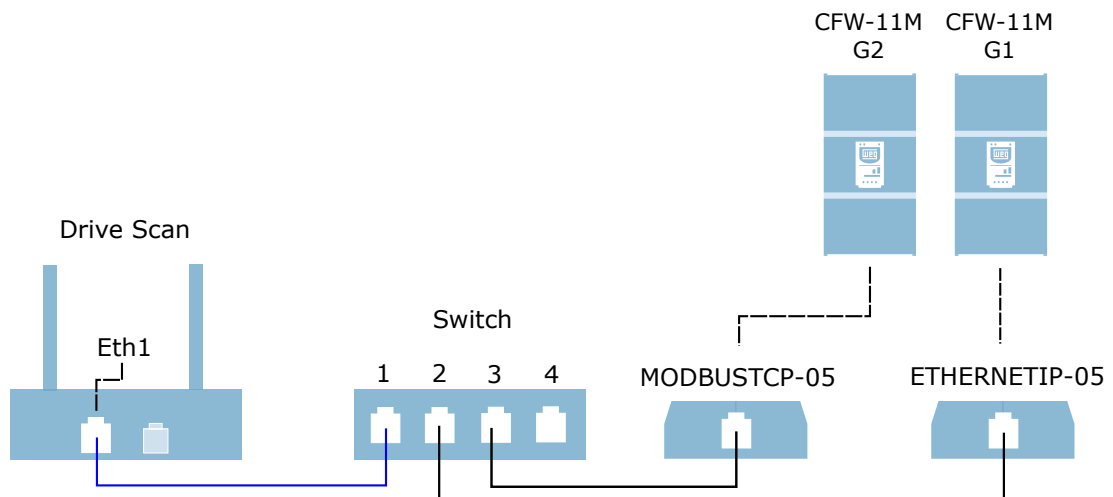 CFW-11M
G2
CFW-11M
G1
Drive Scan
Eth1
Switch
1 2 3 4
MODBUSTCP-05
ETHERNETIP-05